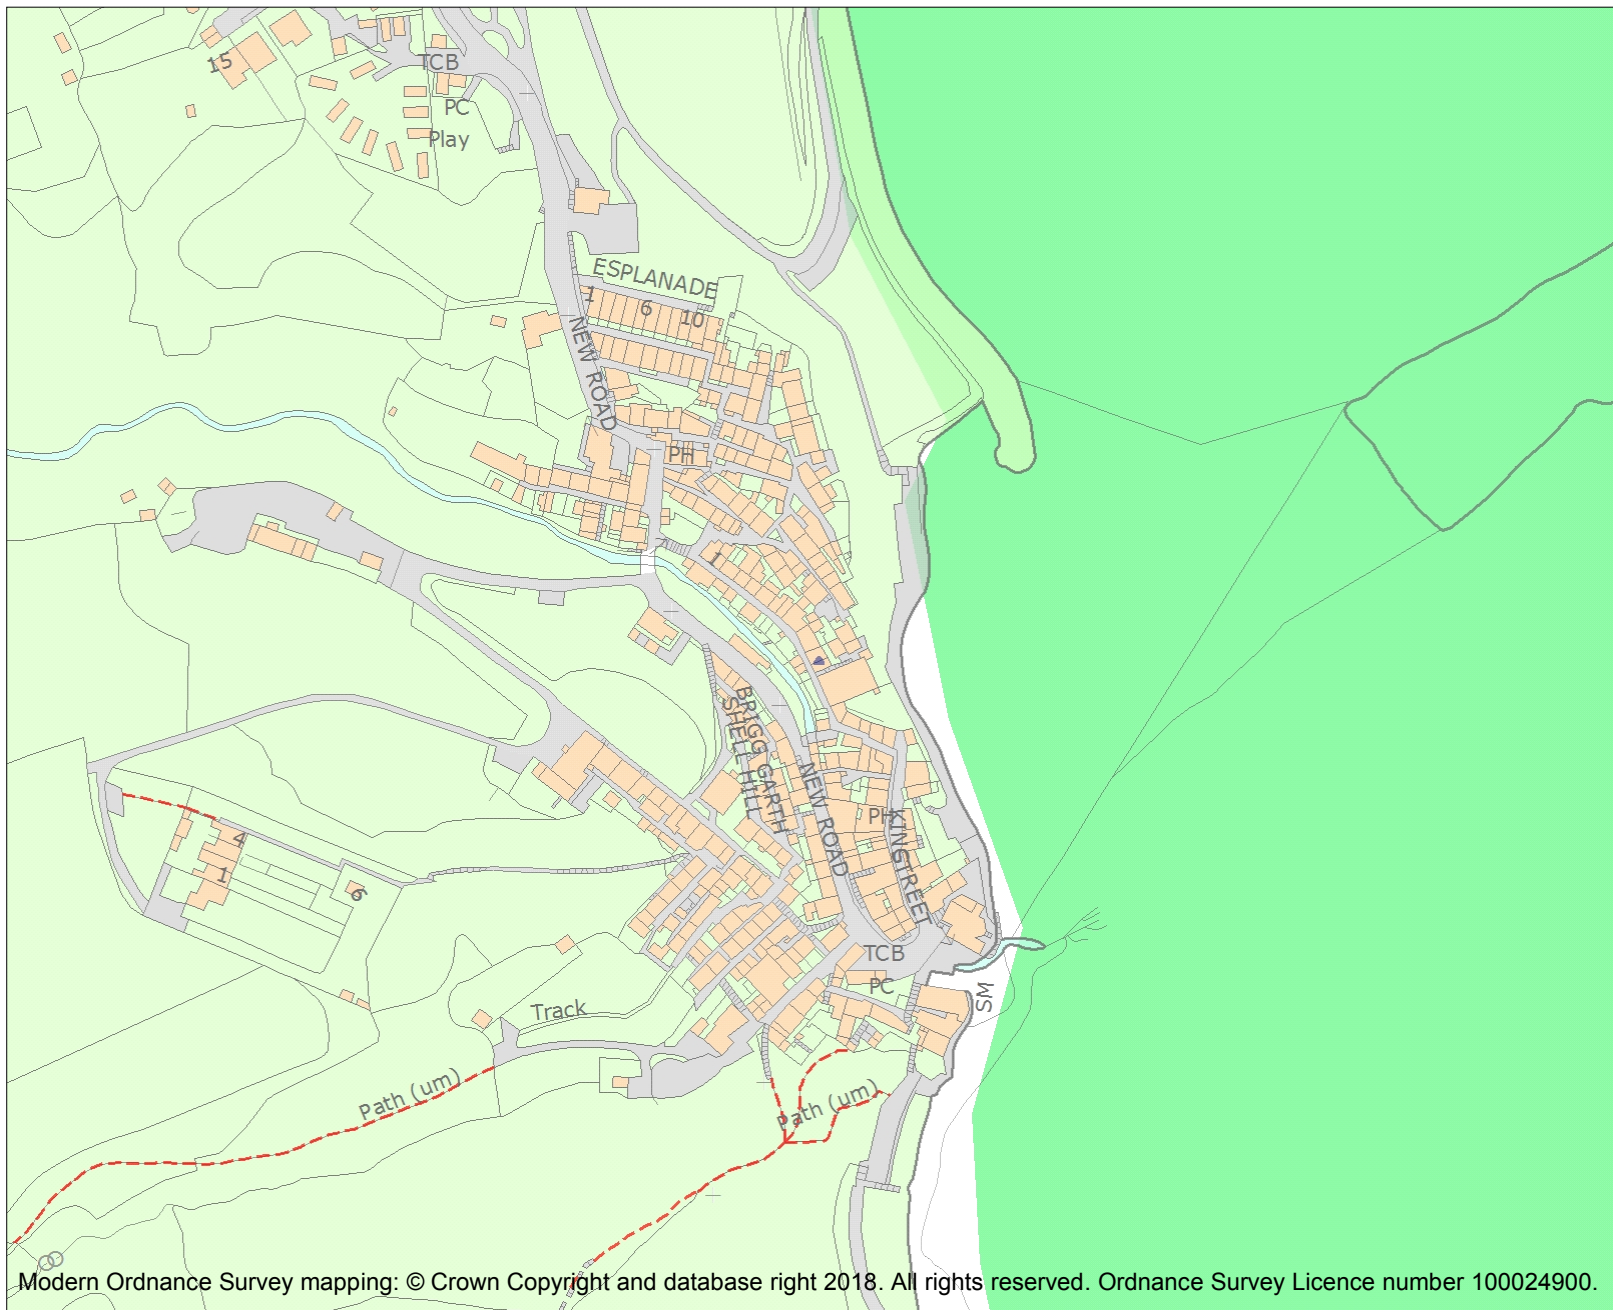 15
TCB
PC
Play
ESPLANADE
1
6
10
NEW ROAD
PH
1
BRIGG GARTH
SHELL HILL
NEW ROAD
PH
KINSTREET
4
1
6
TCB
PC
SM
Track
Path (um)
Path (um)
Modern Ordnance Survey mapping: © Crown Copyright and database right 2018. All rights reserved. Ordnance Survey Licence number 100024900.